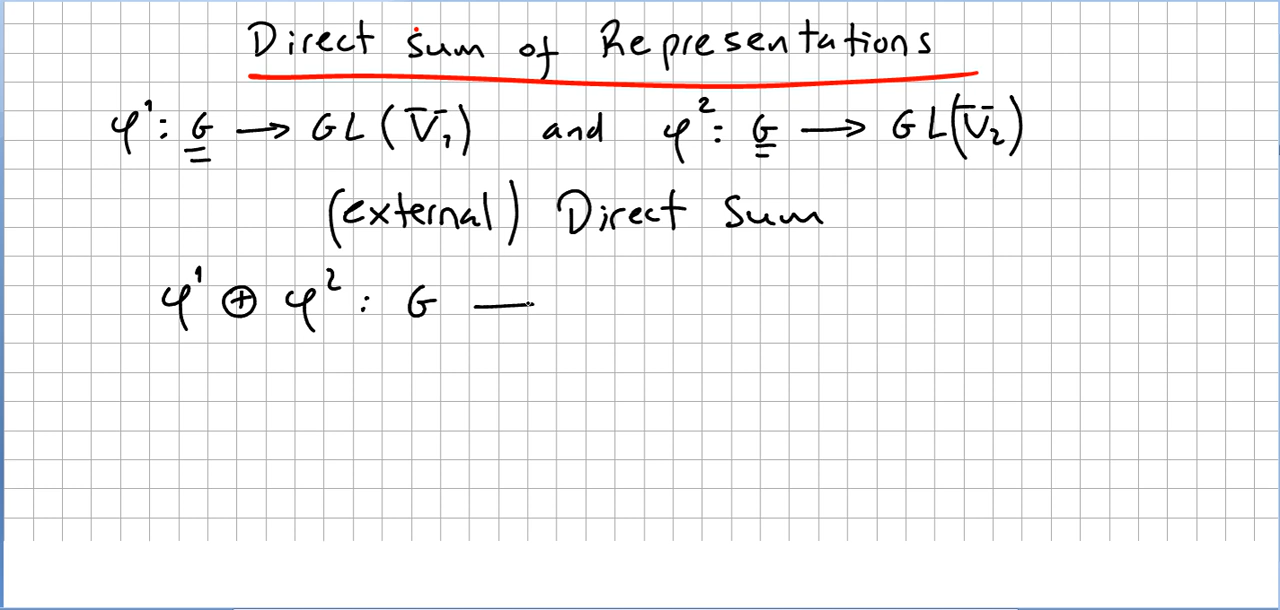 Direct sum of Representations
φ¹: G → GL(V₁) and φ²: G → GL(V₂)
(external) Direct Sum
φ¹ ⊕ φ²: G —